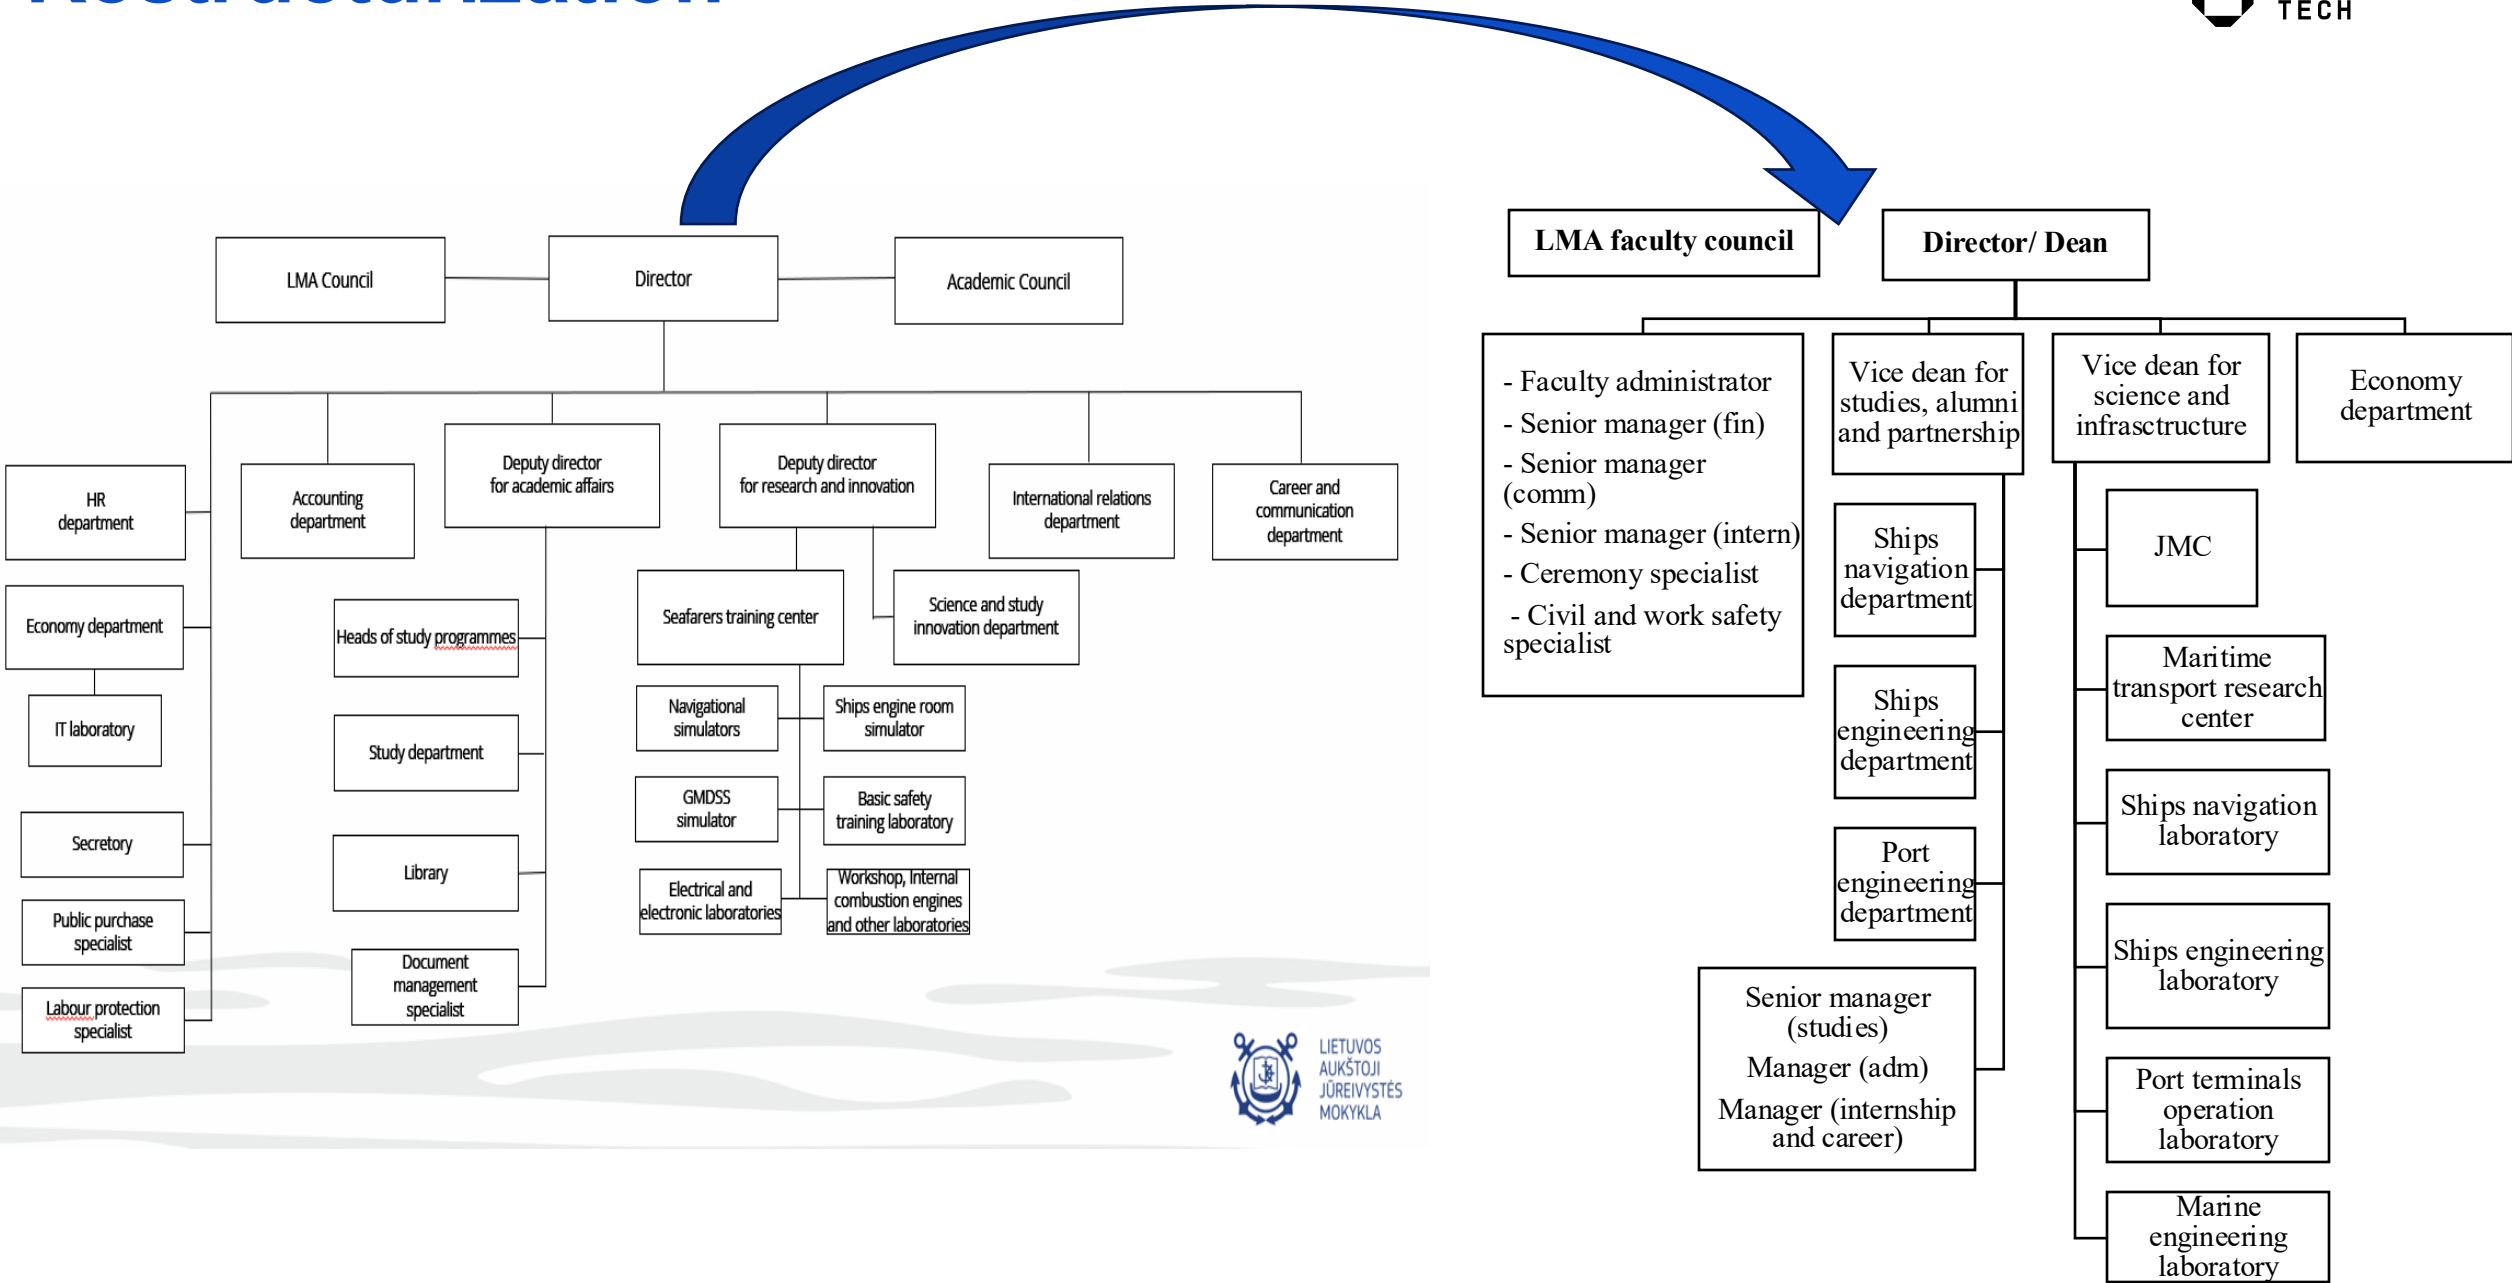 TECH
LMA Council
Director
Academic Council
HR
department
Accounting
department
Deputy director
for academic affairs
Deputy director
for research and innovation
International relations
department
Career and
communication
department
Economy department
IT laboratory
Secretory
Public purchase
specialist
Labour protection
specialist
Heads of study programmes
Study department
Library
Document
management
specialist
Seafarers training center
Science and study
innovation department
Navigational
simulators
Ships engine room
simulator
GMDSS
simulator
Basic safety
training laboratory
Electrical and
electronic laboratories
Workshop, Internal
combustion engines
and other laboratories
LIETUVOS
AUKŠTOJI
JŪREIVYSTĖS
MOKYKLA
LMA faculty council
Director/ Dean
- Faculty administrator
- Senior manager (fin)
- Senior manager
(comm)
- Senior manager (intern)
- Ceremony specialist
- Civil and work safety
specialist
Vice dean for
studies, alumni
and partnership
Vice dean for
science and
infrasctructure
Economy
department
Ships
navigation
department
Ships
engineering
department
Port
engineering
department
Senior manager
(studies)
Manager (adm)
Manager (internship
and career)
JMC
Maritime
transport research
center
Ships navigation
laboratory
Ships engineering
laboratory
Port terminals
operation
laboratory
Marine
engineering
laboratory